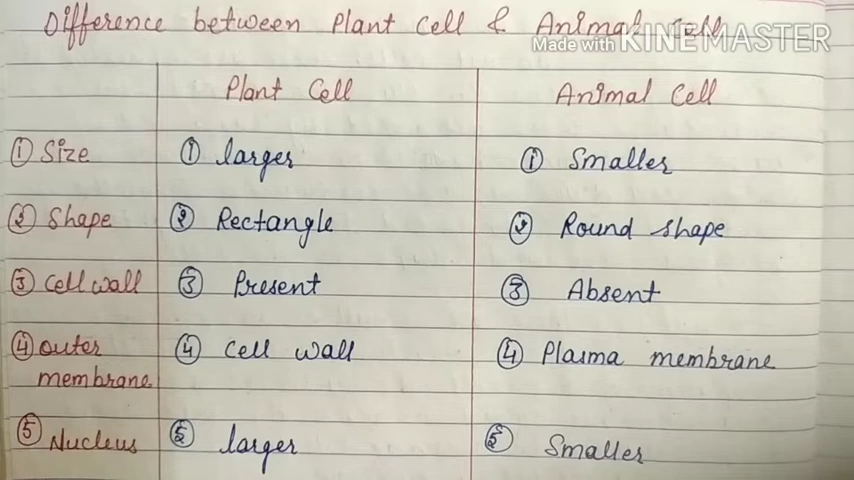 Difference between Plant Cell & Animal Cell
Made with KINEMASTER
Plant Cell Animal Cell
① Size ① larger ① Smaller
② Shape ② Rectangle ② Round shape
③ Cell wall ③ Present ③ Absent
④ Outer ④ Cell wall ④ Plasma membrane
membrane
⑤ Nucleus ⑤ larger ⑤ Smaller